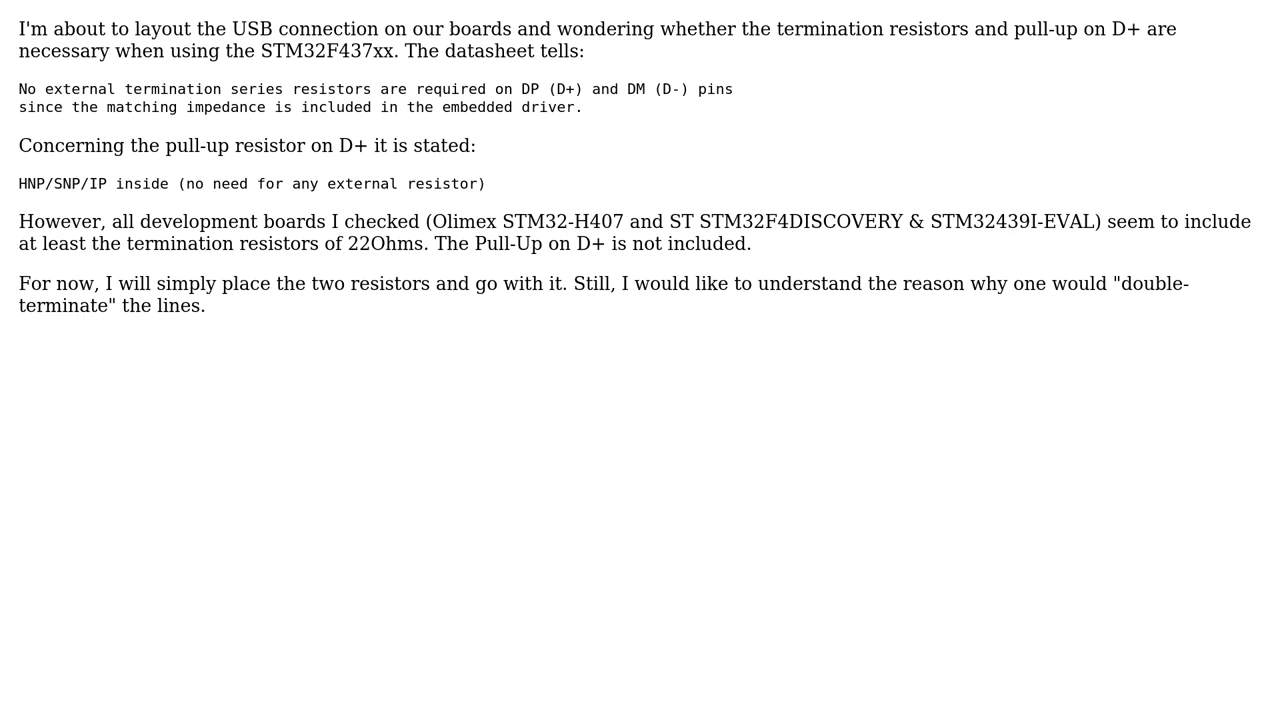 I'm about to layout the USB connection on our boards and wondering whether the termination resistors and pull-up on D+ are
necessary when using the STM32F437xx. The datasheet tells:
No external termination series resistors are required on DP (D+) and DM (D-) pins
since the matching impedance is included in the embedded driver.
Concerning the pull-up resistor on D+ it is stated:
HNP/SNP/IP inside (no need for any external resistor)
However, all development boards I checked (Olimex STM32-H407 and ST STM32F4DISCOVERY & STM32439I-EVAL) seem to include
at least the termination resistors of 22Ohms. The Pull-Up on D+ is not included.
For now, I will simply place the two resistors and go with it. Still, I would like to understand the reason why one would "double-
terminate" the lines.